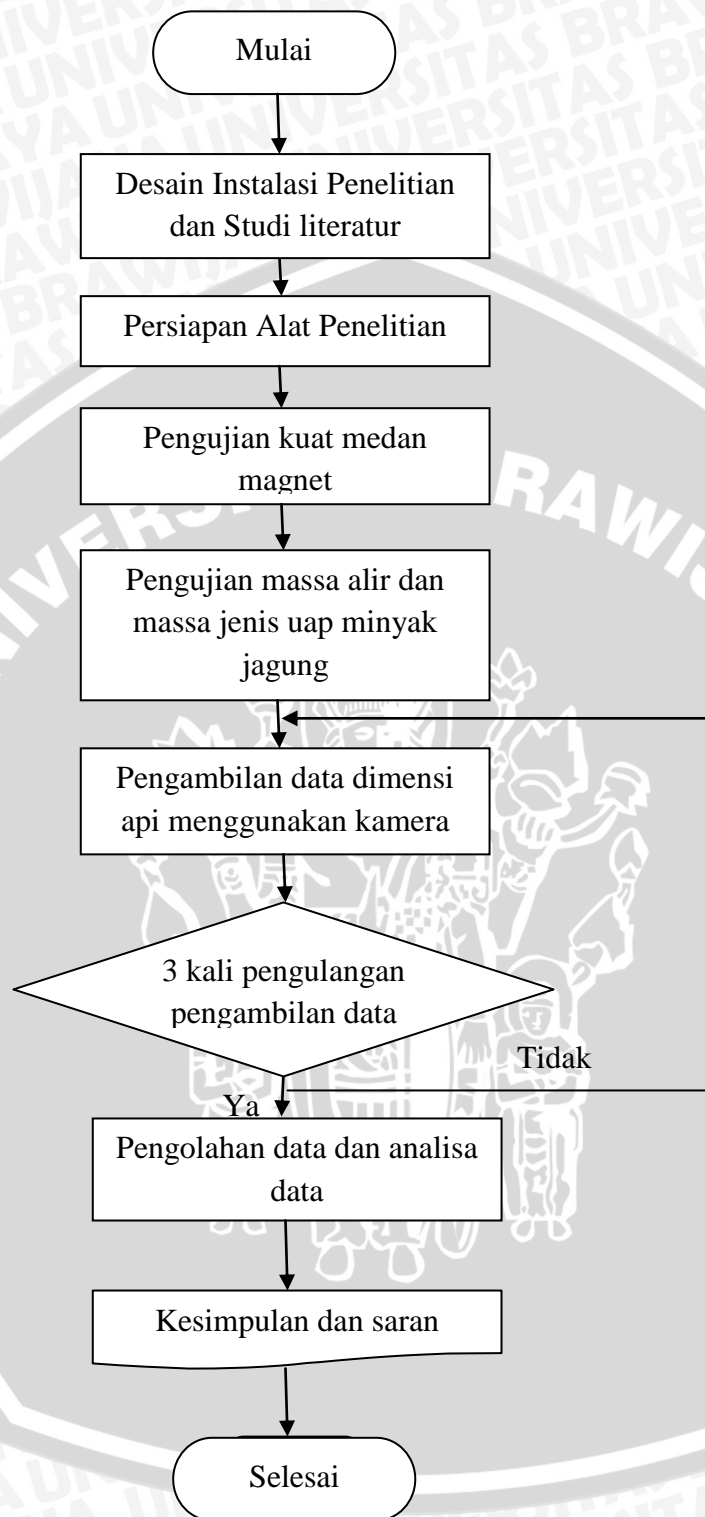 Mulai
Desain Instalasi Penelitian
dan Studi literatur
Persiapan Alat Penelitian
Pengujian kuat medan
magnet
Pengujian massa alir dan
massa jenis uap minyak
jagung
Pengambilan data dimensi
api menggunakan kamera
3 kali pengulangan
pengambilan data
Tidak
Ya
Pengolahan data dan analisa
data
Kesimpulan dan saran
Selesai